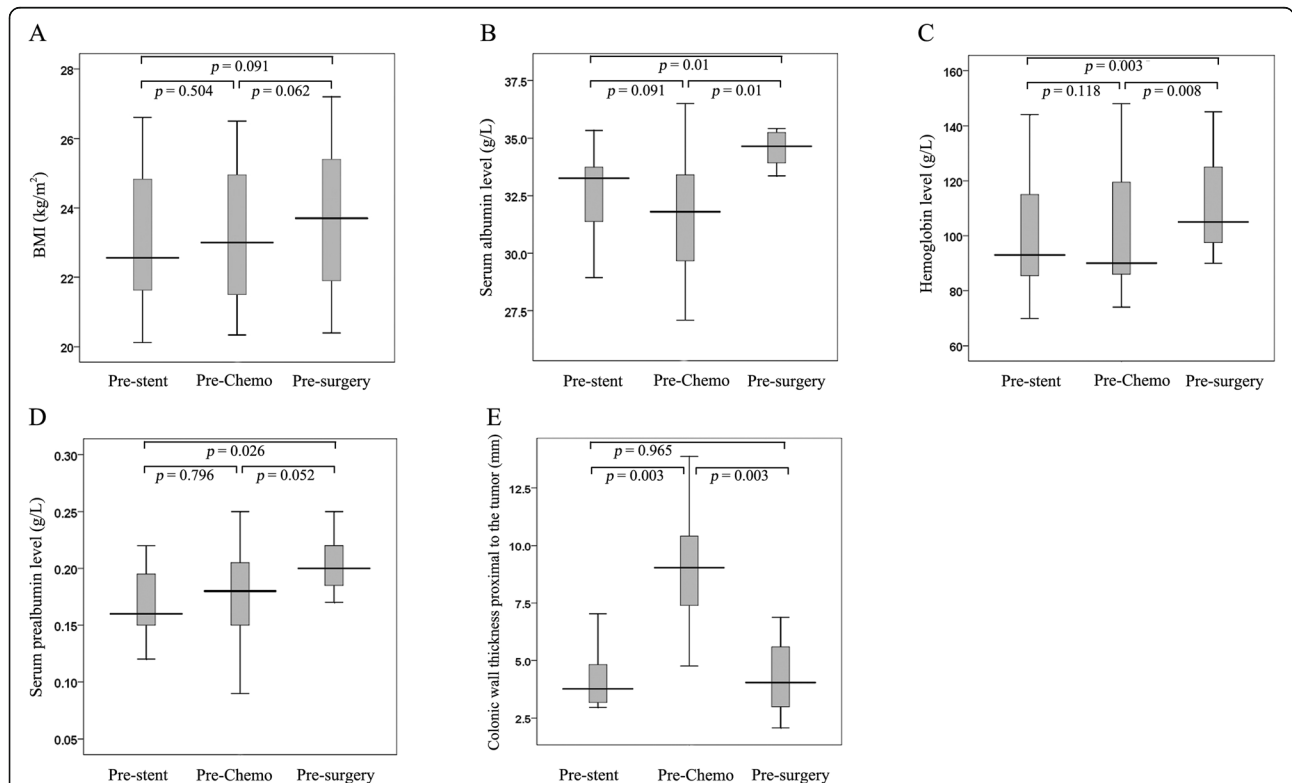 A
BMI (kg/m²)
28
26
24
22
20
p = 0.091
p = 0.504
p = 0.062
Pre-stent
Pre-Chemo
Pre-surgery
B
Serum albumin level (g/L)
37.5
35.0
32.5
30.0
27.5
p = 0.01
p = 0.091
p = 0.01
Pre-stent
Pre-Chemo
Pre-surgery
C
Hemoglobin level (g/L)
160
140
120
100
80
60
p = 0.003
p = 0.118
p = 0.008
Pre-stent
Pre-Chemo
Pre-surgery
D
Serum prealbumin level (g/L)
0.30
0.25
0.20
0.15
0.10
0.05
p = 0.026
p = 0.796
p = 0.052
Pre-stent
Pre-Chemo
Pre-surgery
E
Colonic wall thickness proximal to the tumor (mm)
12.5
10.0
7.5
5.0
2.5
p = 0.965
p = 0.003
p = 0.003
Pre-stent
Pre-Chemo
Pre-surgery